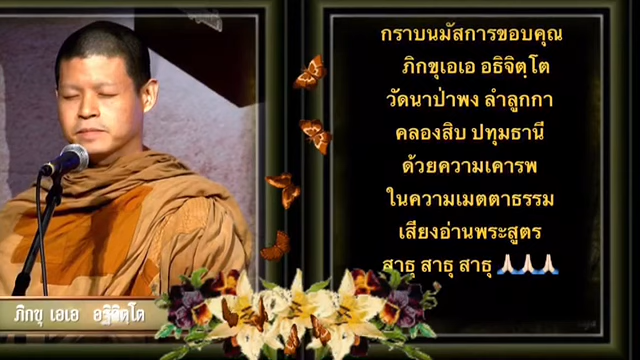 กราบนมัสการขอบคุณ
ภิกขุเอเอ อธิจิตฺโต
วัดนาป่าพง ลำลูกกา
คลองสิบ ปทุมธานี
ด้วยความเคารพ
ในความเมตตาธรรม
เสียงอ่านพระสูตร
สาธุ สาธุ สาธุ 🙏🏻🙏🏻🙏🏻
ภิกขุ เอเอ อฐิจิตฺโต